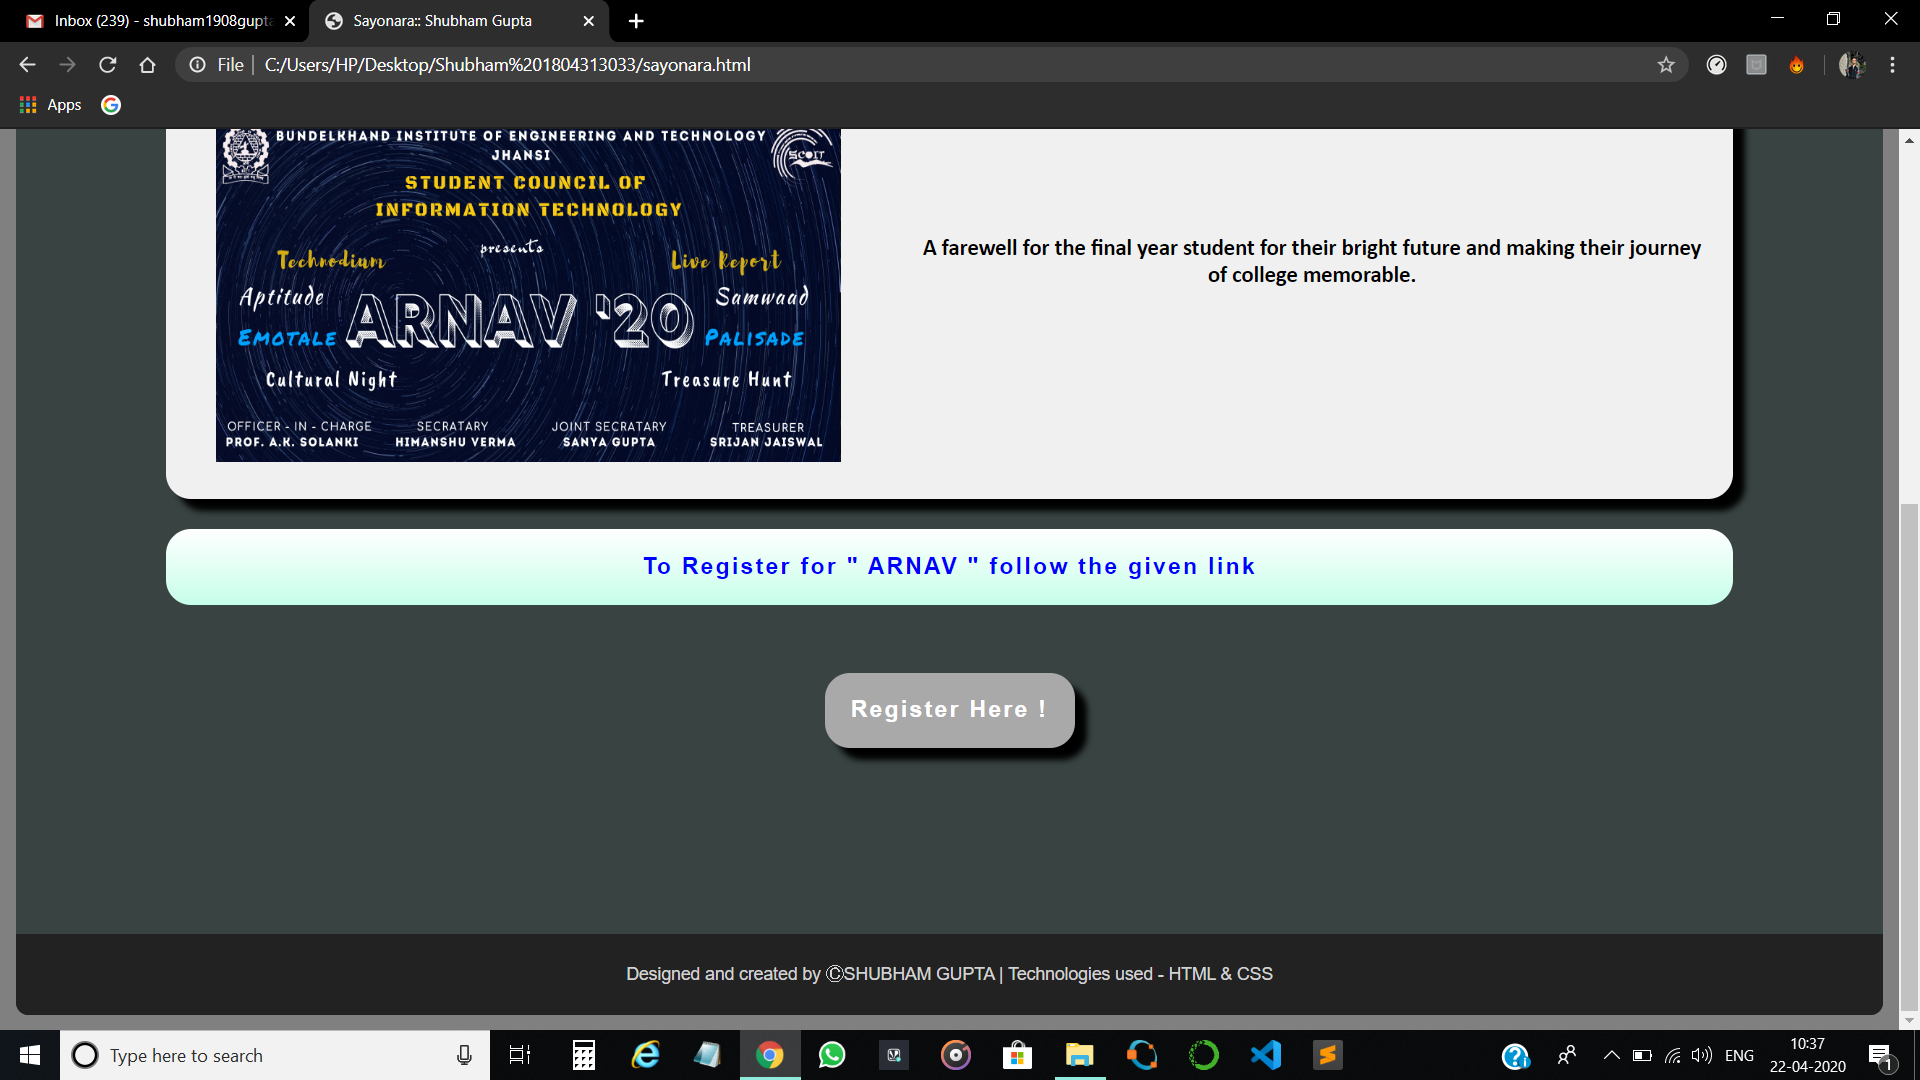 Inbox (239) - shubham1908gupta
Sayonara:: Shubham Gupta
File
C:/Users/HP/Desktop/Shubham%201804313033/sayonara.html
Apps
BUNDELKHAND INSTITUTE OF ENGINEERING AND TECHNOLOGY
JHANSI
SCOIT
STUDENT COUNCIL OF
INFORMATION TECHNOLOGY
presents
Technodium
Live Report
Aptitude
ARNAV '20
Samwaad
EMOTALE
PALISADE
Cultural Night
Treasure Hunt
OFFICER - IN - CHARGE
PROF. A.K. SOLANKI
SECRATARY
HIMANSHU VERMA
JOINT SECRATARY
SANYA GUPTA
TREASURER
SRIJAN JAISWAL
A farewell for the final year student for their bright future and making their journey
of college memorable.
To Register for " ARNAV " follow the given link
Register Here !
Designed and created by ©SHUBHAM GUPTA | Technologies used - HTML & CSS
Type here to search
ENG
10:37
22-04-2020
1